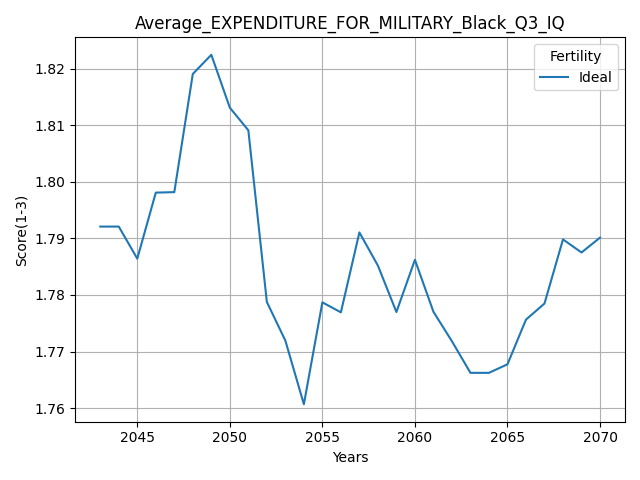 Average_EXPENDITURE_FOR_MILITARY_Black_Q3_IQ
Fertility
Ideal
Score(1-3)
1.82
1.81
1.80
1.79
1.78
1.77
1.76
2045 2050 2055 2060 2065 2070
Years